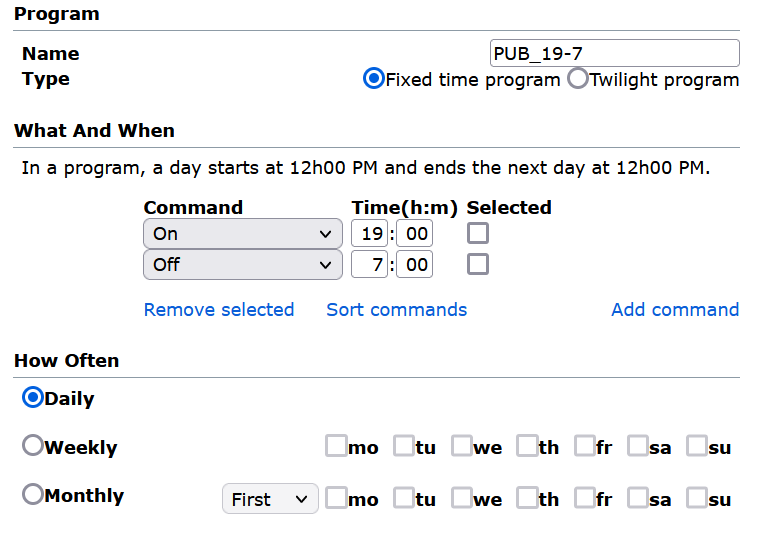 Program
Name PUB_19-7
Type Fixed time program Twilight program
What And When
In a program, a day starts at 12h00 PM and ends the next day at 12h00 PM.
Command Time(h:m) Selected
On 19 : 00
Off 7 : 00
Remove selected Sort commands Add command
How Often
Daily
Weekly mo tu we th fr sa su
Monthly First mo tu we th fr sa su